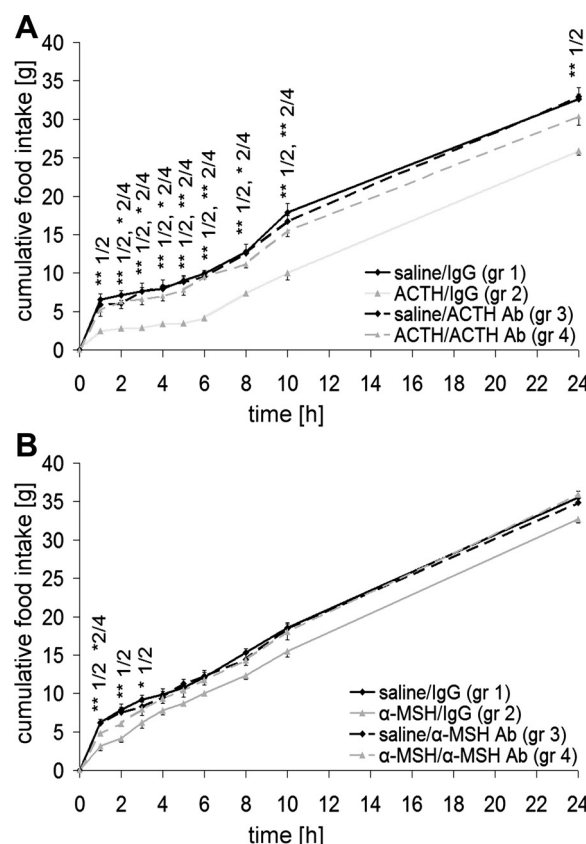 A
cumulative food intake [g]
40
35
30
25
20
15
10
5
0
** 1/2
** 1/2, * 2/4
** 1/2, * 2/4
** 1/2, * 2/4
** 1/2, ** 2/4
** 1/2, ** 2/4
** 1/2, * 2/4
** 1/2, ** 2/4
** 1/2
saline/IgG (gr 1)
ACTH/IgG (gr 2)
saline/ACTH Ab (gr 3)
ACTH/ACTH Ab (gr 4)
0 2 4 6 8 10 12 14 16 18 20 22 24
time [h]
B
cumulative food intake [g]
40
35
30
25
20
15
10
5
0
** 1/2 *2/4
** 1/2
* 1/2
saline/IgG (gr 1)
α-MSH/IgG (gr 2)
saline/α-MSH Ab (gr 3)
α-MSH/α-MSH Ab (gr 4)
0 2 4 6 8 10 12 14 16 18 20 22 24
time [h]